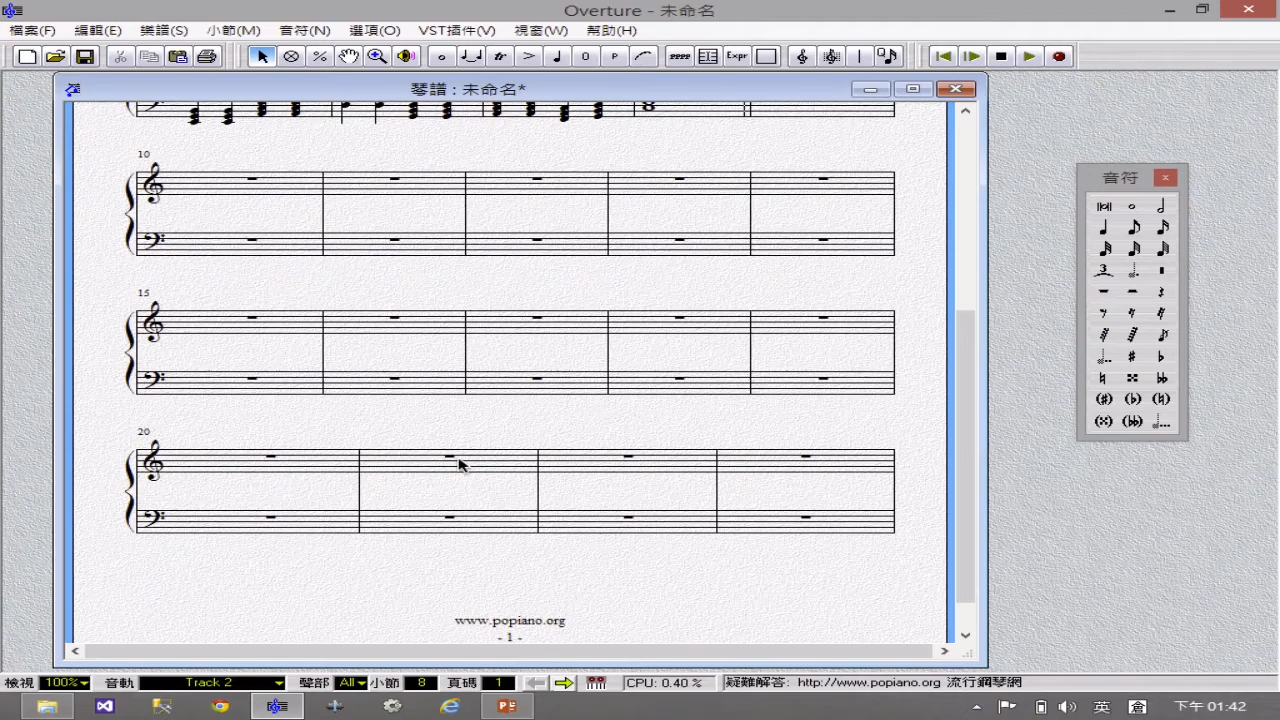 Overture - 未命名
檔案(F) 編輯(E) 樂譜(S) 小節(M) 音符(N) 選項(O) VST插件(V) 視窗(W) 幫助(H)
Expr
琴譜 : 未命名*
10
音符
3
15
20
www.popiano.org
- 1 -
檢視 100% 音軌 Track 2 聲部 All 小節 8 頁碼 1 CPU: 0.40 % 疑難解答: http://www.popiano.org 流行鋼琴網
英 倉 下午 01:42